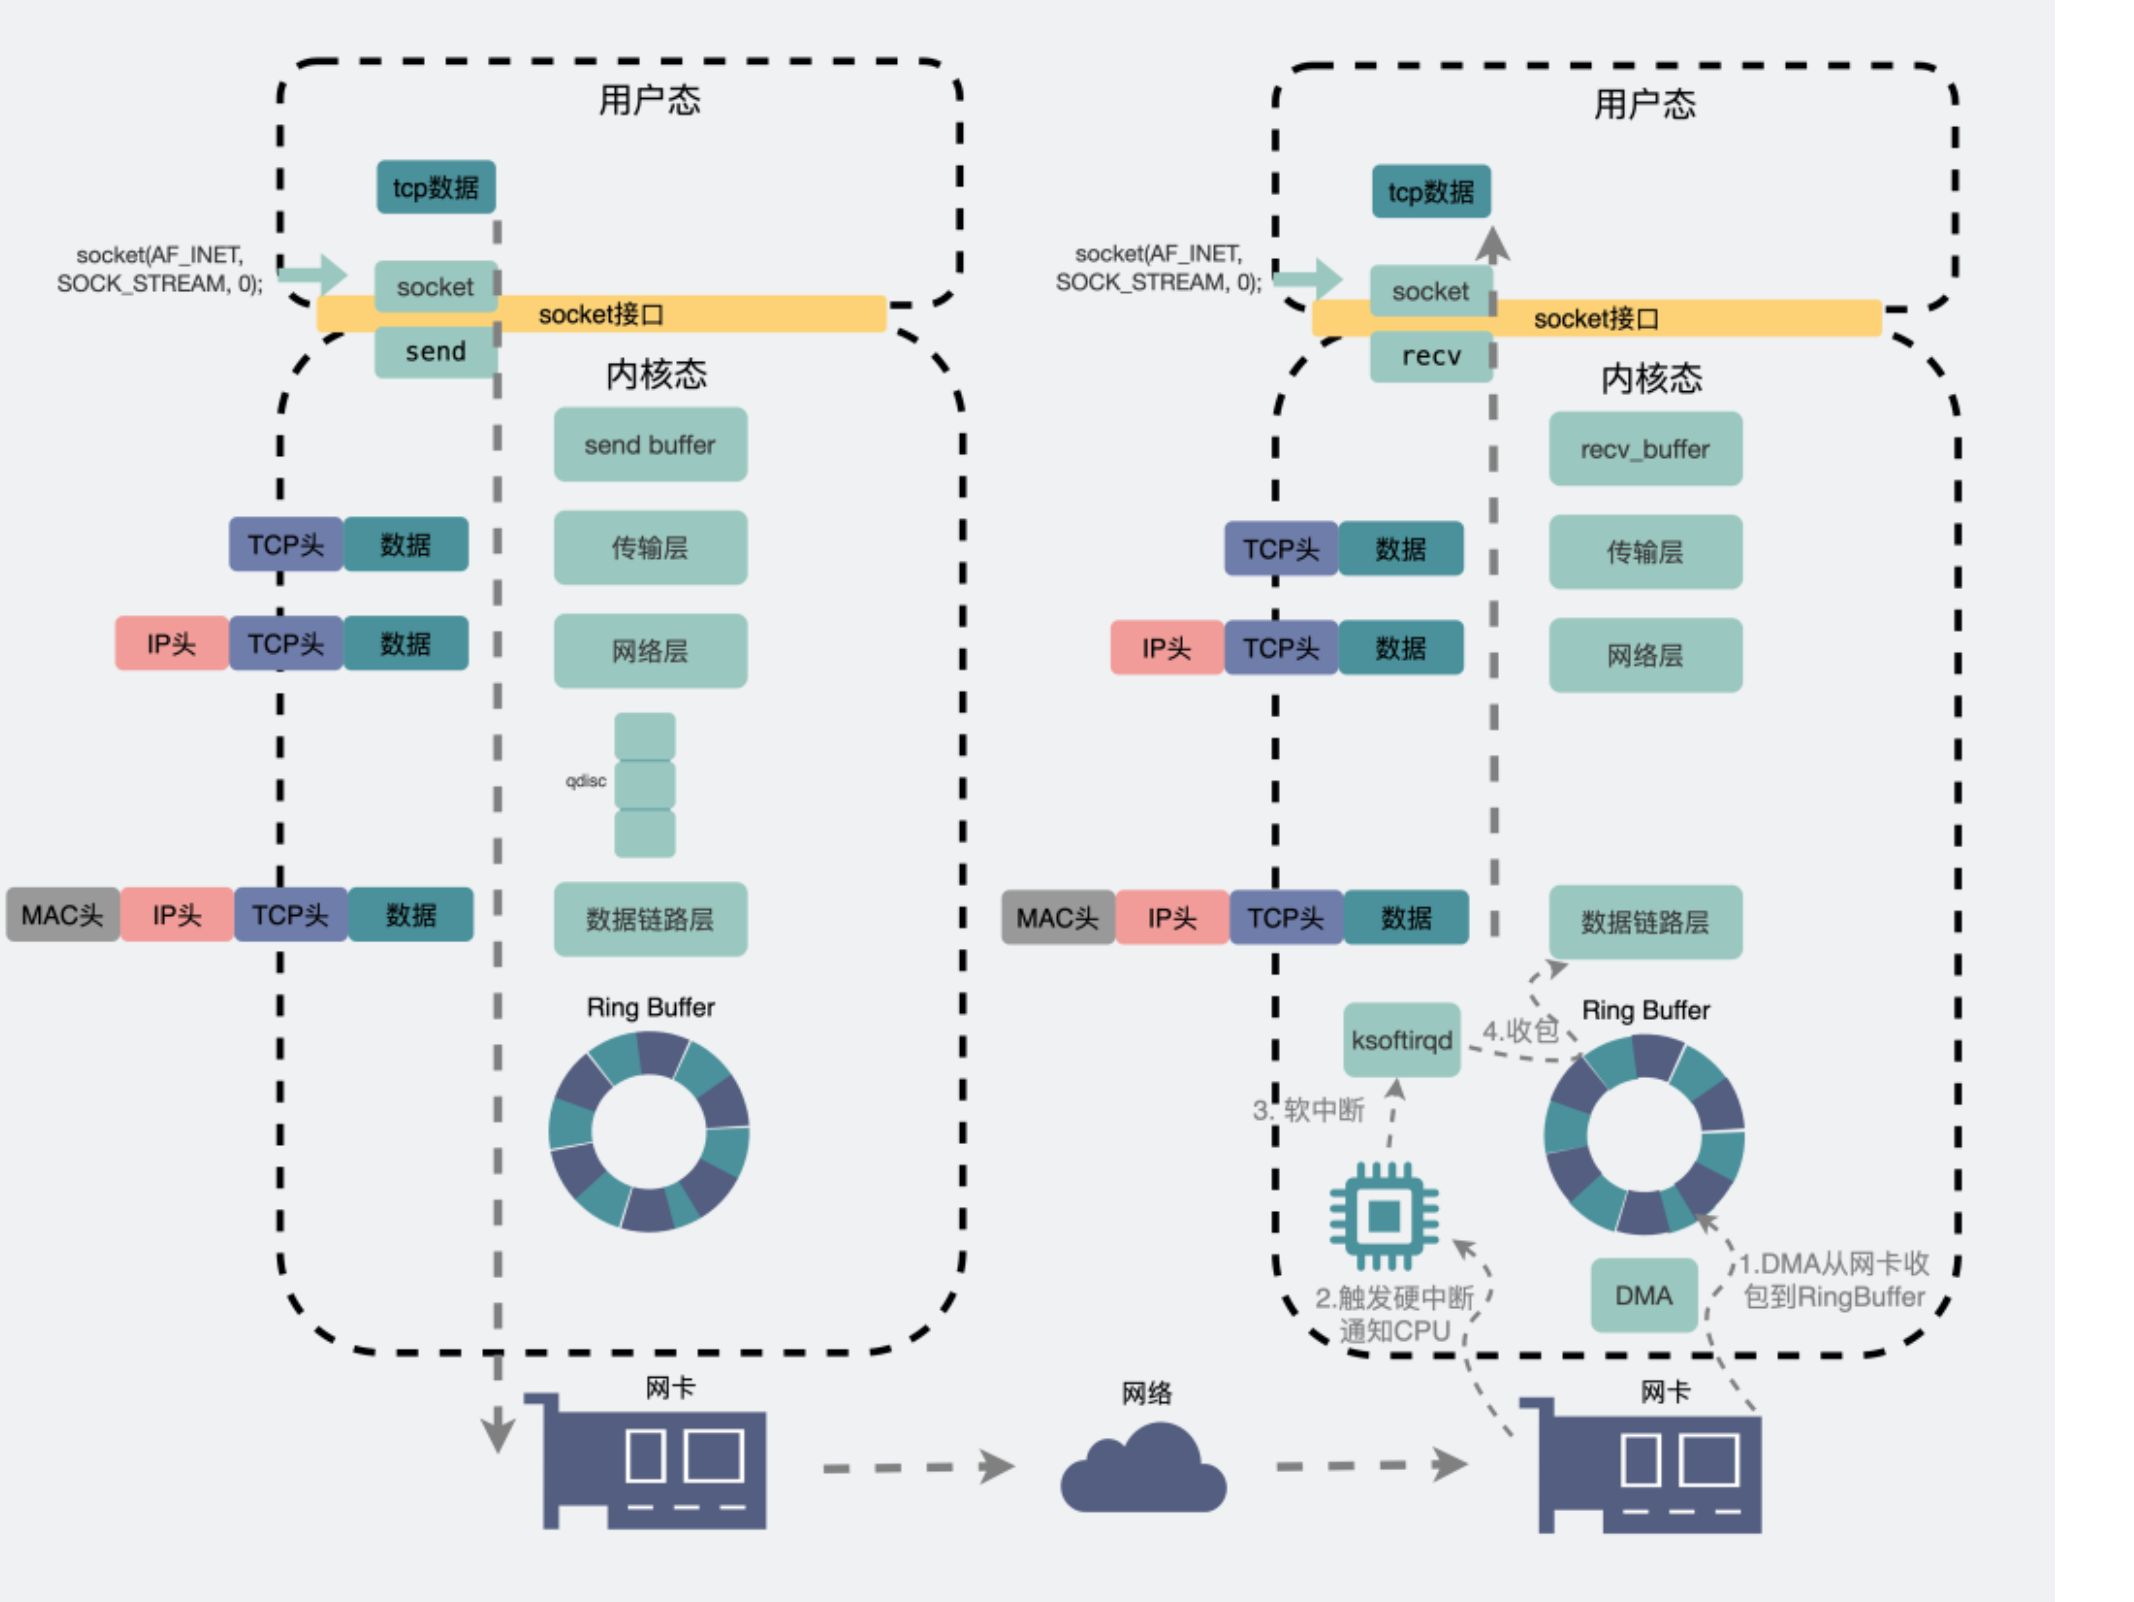 用户态
tcp数据
socket(AF_INET,
SOCK_STREAM, 0);
socket
socket接口
send
内核态
send buffer
TCP头 数据
传输层
IP头 TCP头 数据
网络层
qdisc
MAC头 IP头 TCP头 数据
数据链路层
Ring Buffer
网卡
网络
用户态
tcp数据
socket(AF_INET,
SOCK_STREAM, 0);
socket
socket接口
recv
内核态
recv_buffer
TCP头 数据
传输层
IP头 TCP头 数据
网络层
MAC头 IP头 TCP头 数据
数据链路层
ksoftirqd
4.收包
Ring Buffer
3. 软中断
1.DMA从网卡收
包到RingBuffer
DMA
2.触发硬中断
通知CPU
网卡